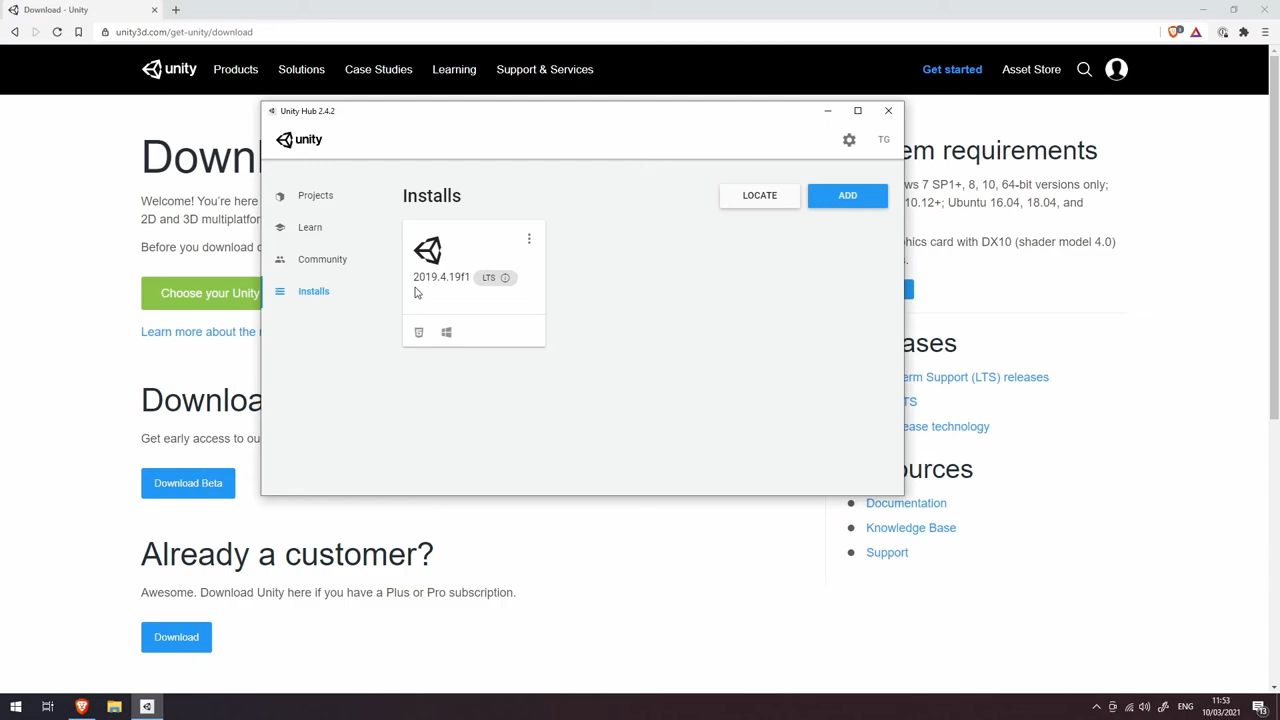 Download - Unity
unity3d.com/get-unity/download
unity
Products
Solutions
Case Studies
Learning
Support & Services
Get started
Asset Store
Unity Hub 2.4.2
unity
TG
Projects
Learn
Community
Installs
Installs
LOCATE
ADD
2019.4.19f1
LTS
Down
Welcome! You're here
2D and 3D multiplatfo
Before you download o
Choose your Unity
Learn more about the
Downloa
Get early access to ou
Download Beta
Already a customer?
Awesome. Download Unity here if you have a Plus or Pro subscription.
Download
em requirements
ws 7 SP1+, 8, 10, 64-bit versions only;
10.12+; Ubuntu 16.04, 18.04, and
hics card with DX10 (shader model 4.0)
s.
ases
erm Support (LTS) releases
TS
ease technology
ources
Documentation
Knowledge Base
Support
ENG
11:53
10/03/2021
13